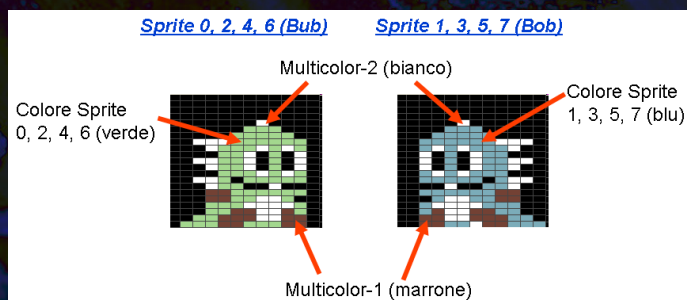 Sprite 0, 2, 4, 6 (Bub)
Sprite 1, 3, 5, 7 (Bob)
Multicolor-2 (bianco)
Colore Sprite
0, 2, 4, 6 (verde)
Colore Sprite
1, 3, 5, 7 (blu)
Multicolor-1 (marrone)